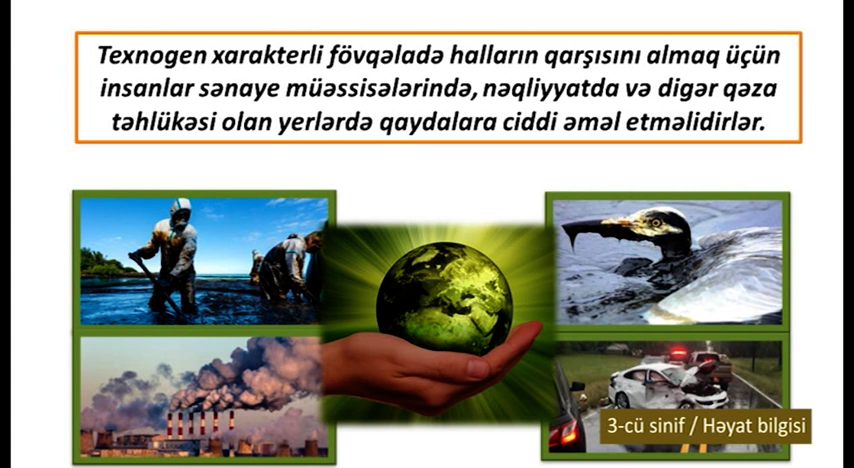 Texnogen xarakterli fövqəladə halların qarşısını almaq üçün
insanlar sənaye müəssisələrində, nəqliyyatda və digər qəza
təhlükəsi olan yerlərdə qaydalara ciddi əməl etməlidirlər.
3-cü sinif / Həyat bilgisi